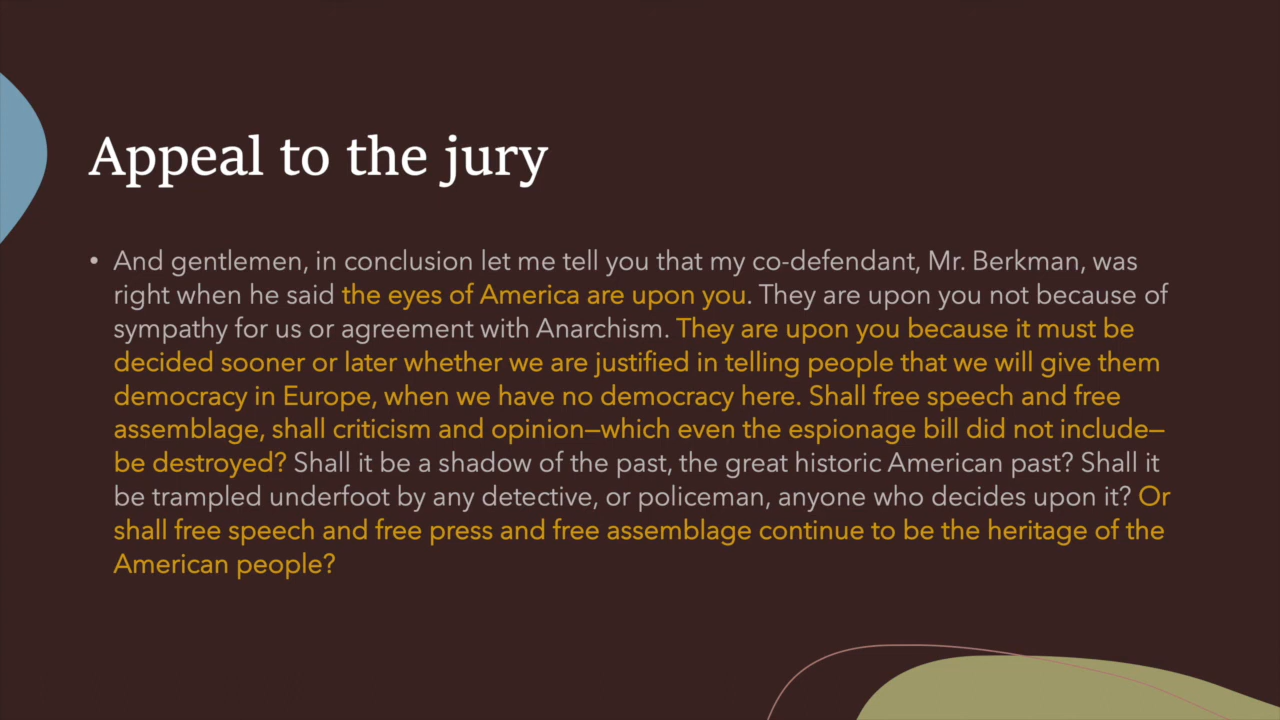 Appeal to the jury
• And gentlemen, in conclusion let me tell you that my co-defendant, Mr. Berkman, was
right when he said the eyes of America are upon you. They are upon you not because of
sympathy for us or agreement with Anarchism. They are upon you because it must be
decided sooner or later whether we are justified in telling people that we will give them
democracy in Europe, when we have no democracy here. Shall free speech and free
assemblage, shall criticism and opinion—which even the espionage bill did not include—
be destroyed? Shall it be a shadow of the past, the great historic American past? Shall it
be trampled underfoot by any detective, or policeman, anyone who decides upon it? Or
shall free speech and free press and free assemblage continue to be the heritage of the
American people?